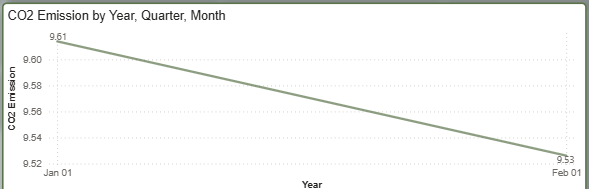 CO2 Emission by Year, Quarter, Month
9.61
9.60
9.58
9.56
9.54
9.52
CO2 Emission
9.53
Jan 01
Feb 01
Year